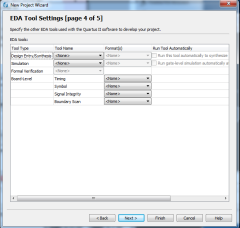 New Project Wizard
EDA Tool Settings [page 4 of 5]
Specify the other EDA tools used with the Quartus II software to develop your project.
EDA tools:
Tool Type Tool Name Format(s) Run Tool Automatically
Design Entry/Synthesis <None> <None> Run this tool automatically to synthesize
Simulation <None> <None> Run gate-level simulation automatically a
Formal Verification <None>
Board-Level Timing <None>
Symbol <None>
Signal Integrity <None>
Boundary Scan <None>
< Back Next > Finish Cancel Help